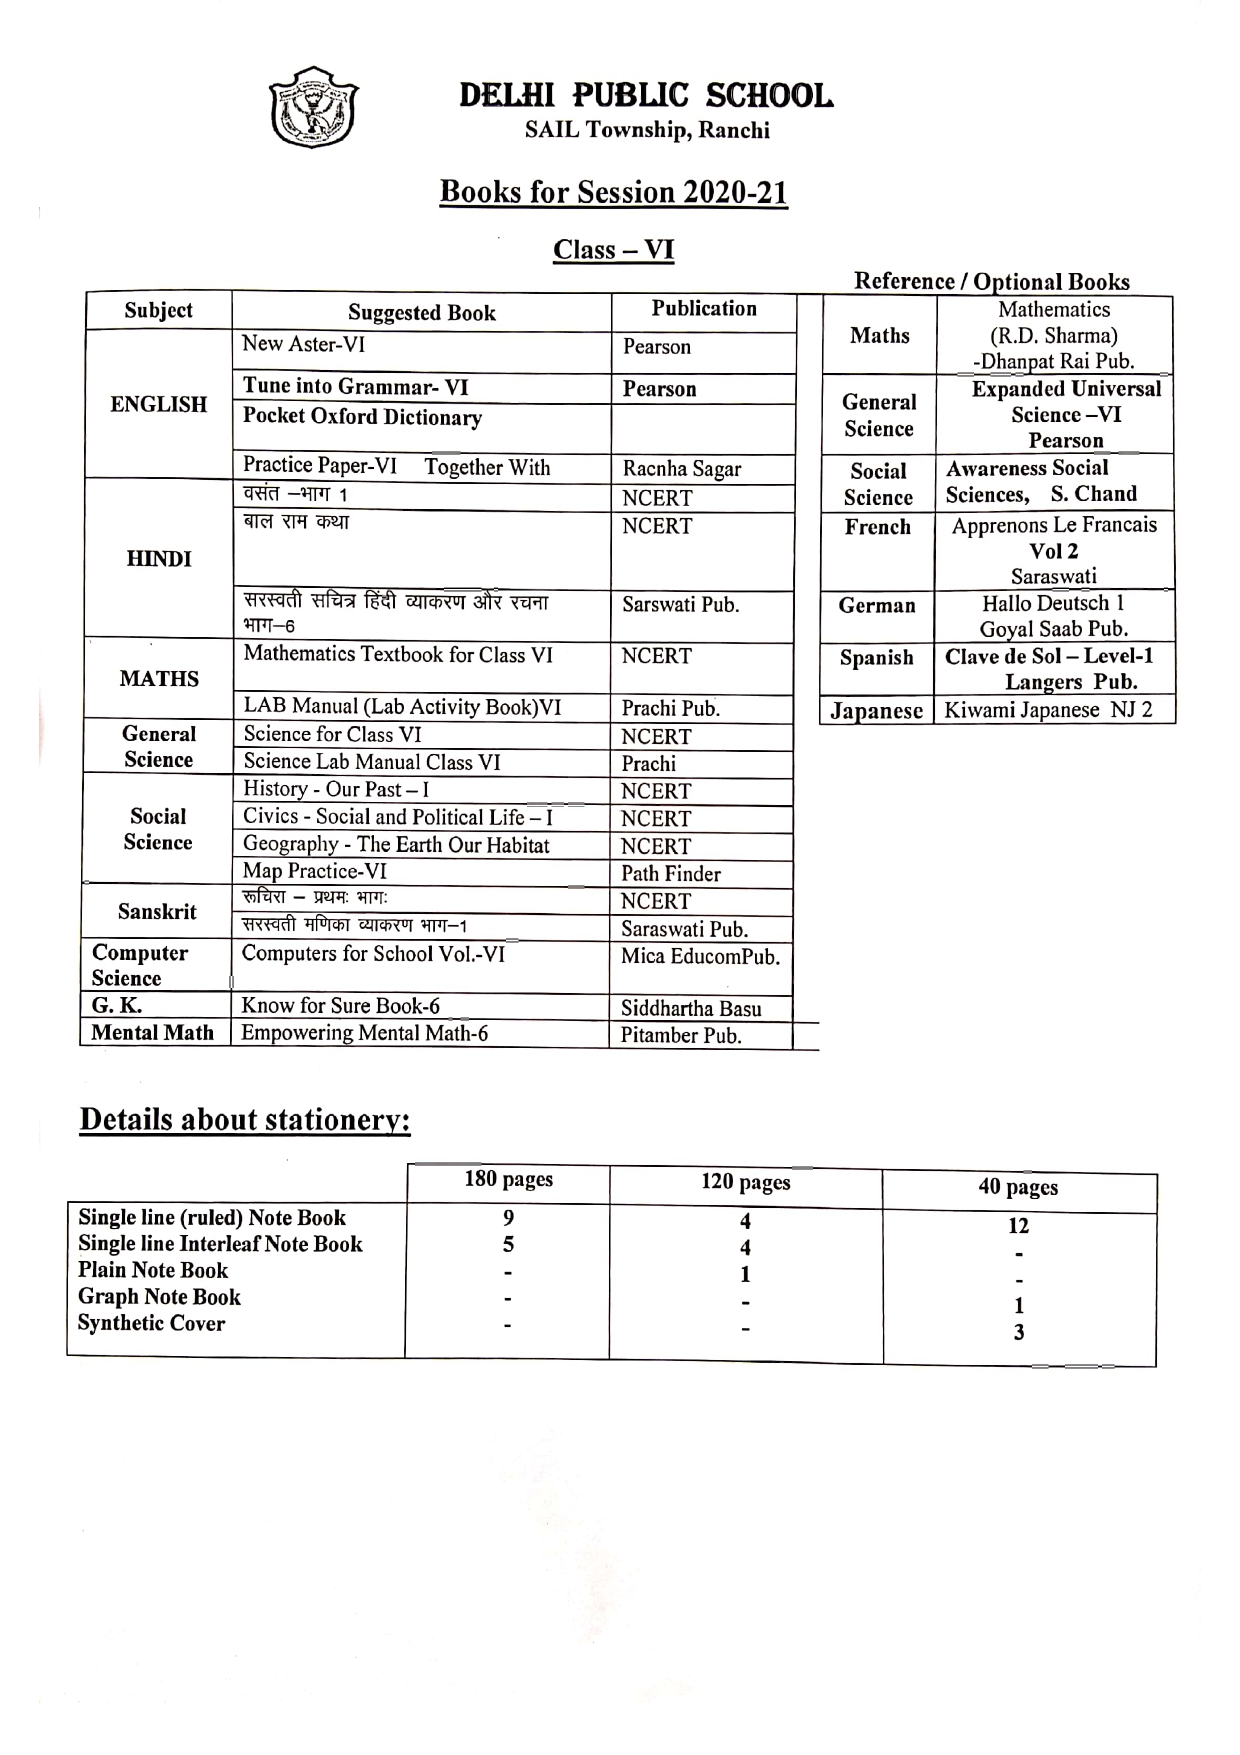 DELHI PUBLIC SCHOOL
SAIL Township, Ranchi
Books for Session 2020-21
Class – VI
Reference / Optional Books
Subject Suggested Book Publication
ENGLISH
New Aster-VI Pearson
Tune into Grammar- VI Pearson
Pocket Oxford Dictionary
Practice Paper-VI Together With Racnha Sagar
HINDI
वसंत –भाग 1 NCERT
बाल राम कथा NCERT
सरस्वती सचित्र हिंदी व्याकरण और रचना Sarswati Pub.
भाग–6
MATHS
Mathematics Textbook for Class VI NCERT
LAB Manual (Lab Activity Book)VI Prachi Pub.
General
Science
Science for Class VI NCERT
Science Lab Manual Class VI Prachi
Social
Science
History - Our Past – I NCERT
Civics - Social and Political Life – I NCERT
Geography - The Earth Our Habitat NCERT
Map Practice-VI Path Finder
Sanskrit
रूचिरा – प्रथमः भागः NCERT
सरस्वती मणिका व्याकरण भाग–1 Saraswati Pub.
Computer
Science
Computers for School Vol.-VI Mica EducomPub.
G. K. Know for Sure Book-6 Siddhartha Basu
Mental Math Empowering Mental Math-6 Pitamber Pub.
Maths
Mathematics
(R.D. Sharma)
-Dhanpat Rai Pub.
General
Science
Expanded Universal
Science –VI
Pearson
Social
Science
Awareness Social
Sciences, S. Chand
French
Apprenons Le Francais
Vol 2
Saraswati
German
Hallo Deutsch 1
Goyal Saab Pub.
Spanish
Clave de Sol – Level-1
Langers Pub.
Japanese Kiwami Japanese NJ 2
Details about stationery:
180 pages 120 pages 40 pages
Single line (ruled) Note Book 9 4 12
Single line Interleaf Note Book 5 4 -
Plain Note Book - 1 -
Graph Note Book - - 1
Synthetic Cover - - 3